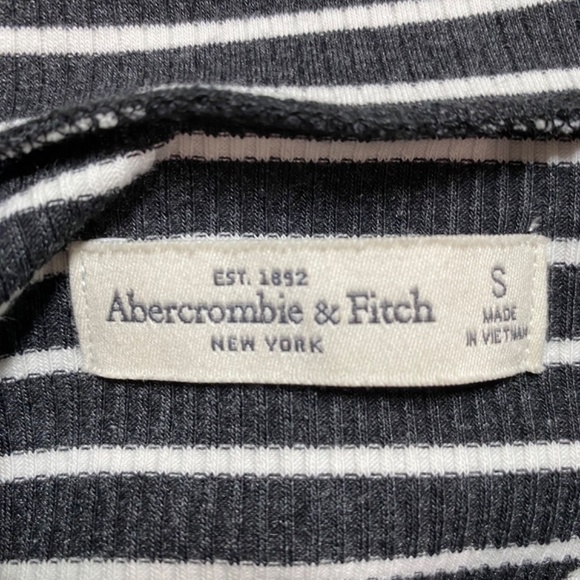 EST. 1892
Abercrombie & Fitch
NEW YORK
S
MADE
IN VIETNAM